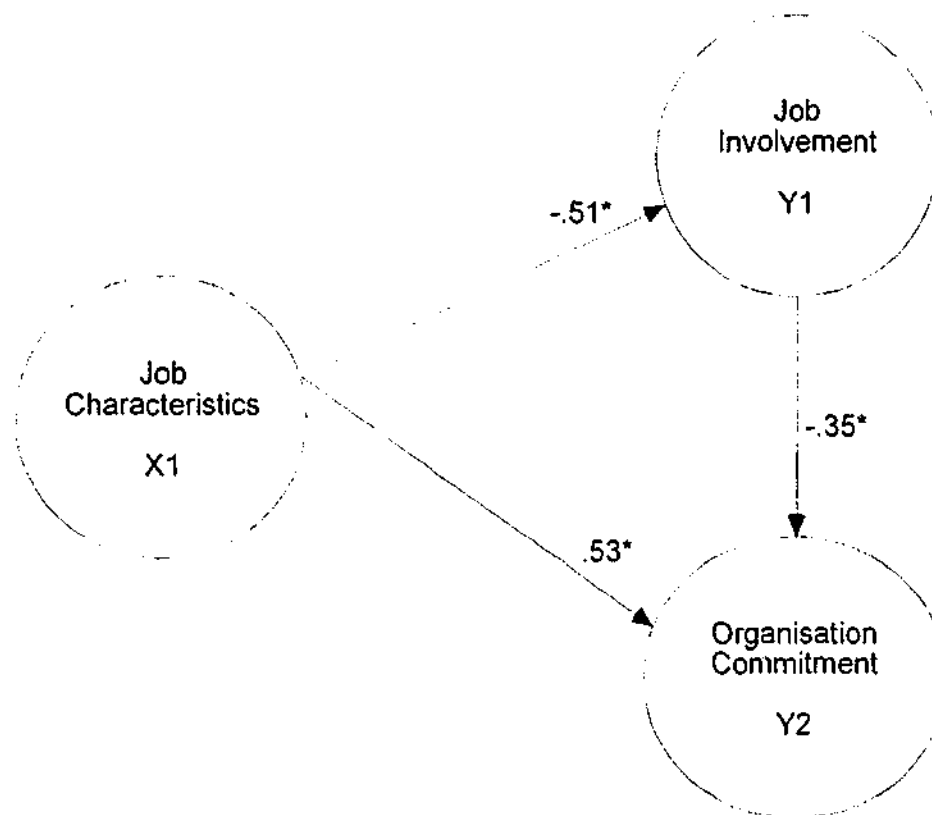 Job
Involvement
Y1
-.51*
Job
Characteristics
X1
-.35*
.53*
Organisation
Commitment
Y2